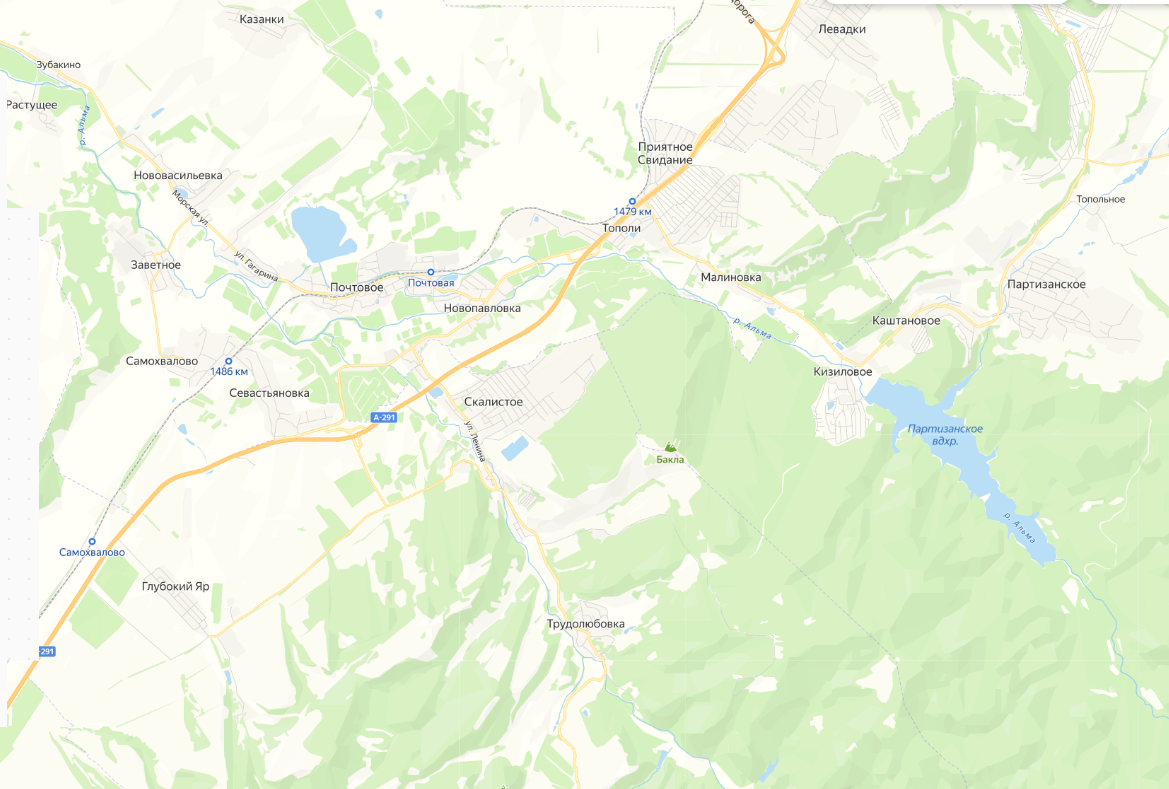 дорога
Казанки
Левадки
Зубакино
Растущее
р. Альма
Приятное
Свидание
Нововасильевка
Морская ул.
Топольное
1479 км
Тополи
ул. Гагарина
Заветное
Малиновка
Почтовая
Почтовое
Партизанское
Новопавловка
р. Альма
Каштановое
Самохвалово
1486 км
Кизиловое
Севастьяновка
Скалистое
А-291
Партизанское
вдхр.
ул. Ленина
Бакла
р. Альма
Самохвалово
Глубокий Яр
Трудолюбовка
291